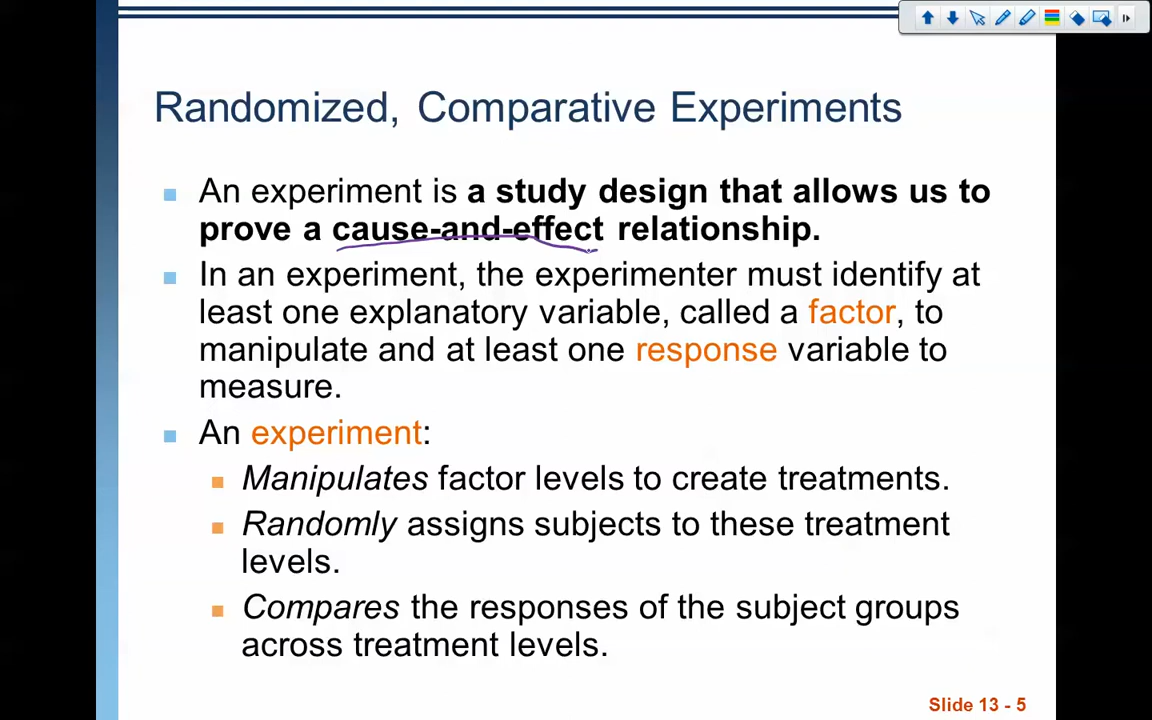 Randomized, Comparative Experiments
An experiment is a study design that allows us to
prove a cause-and-effect relationship.
In an experiment, the experimenter must identify at
least one explanatory variable, called a factor, to
manipulate and at least one response variable to
measure.
An experiment:
Manipulates factor levels to create treatments.
Randomly assigns subjects to these treatment
levels.
Compares the responses of the subject groups
across treatment levels.
Slide 13 - 5